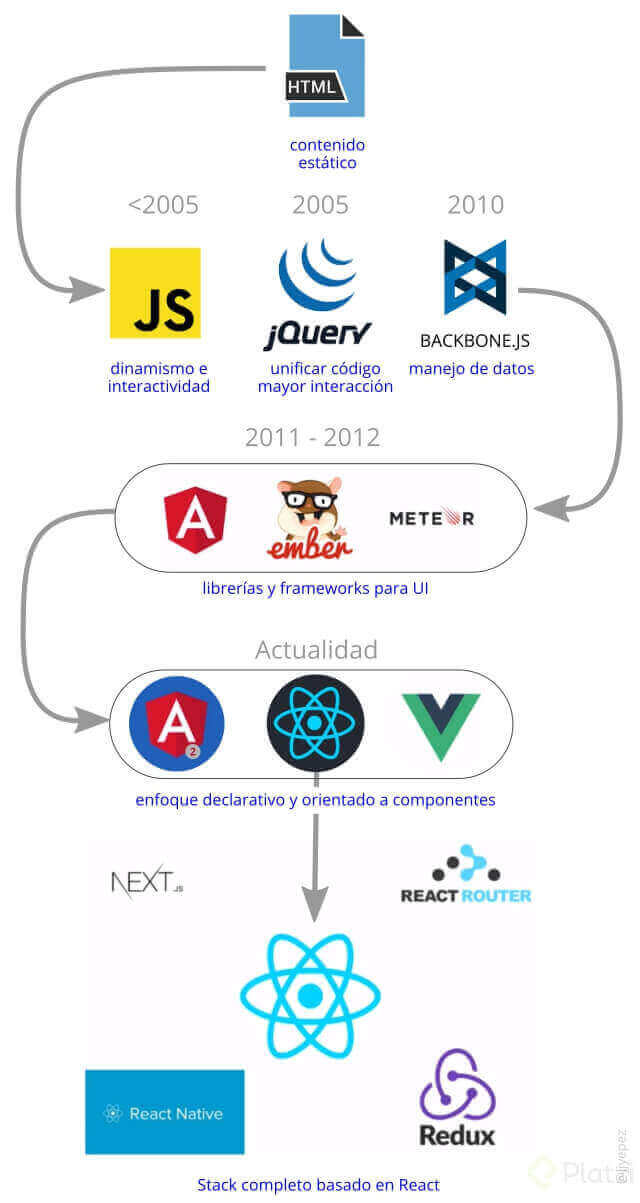 HTML
contenido
estático
<2005
2005
2010
JS
jQuery
BACKBONE.JS
dinamismo e
interactividad
unificar código
mayor interacción
manejo de datos
2011 - 2012
A
ember
METEOR
librerías y frameworks para UI
Actualidad
A
2
enfoque declarativo y orientado a componentes
NEXT.JS
REACT ROUTER
React Native
Redux
Stack completo basado en React